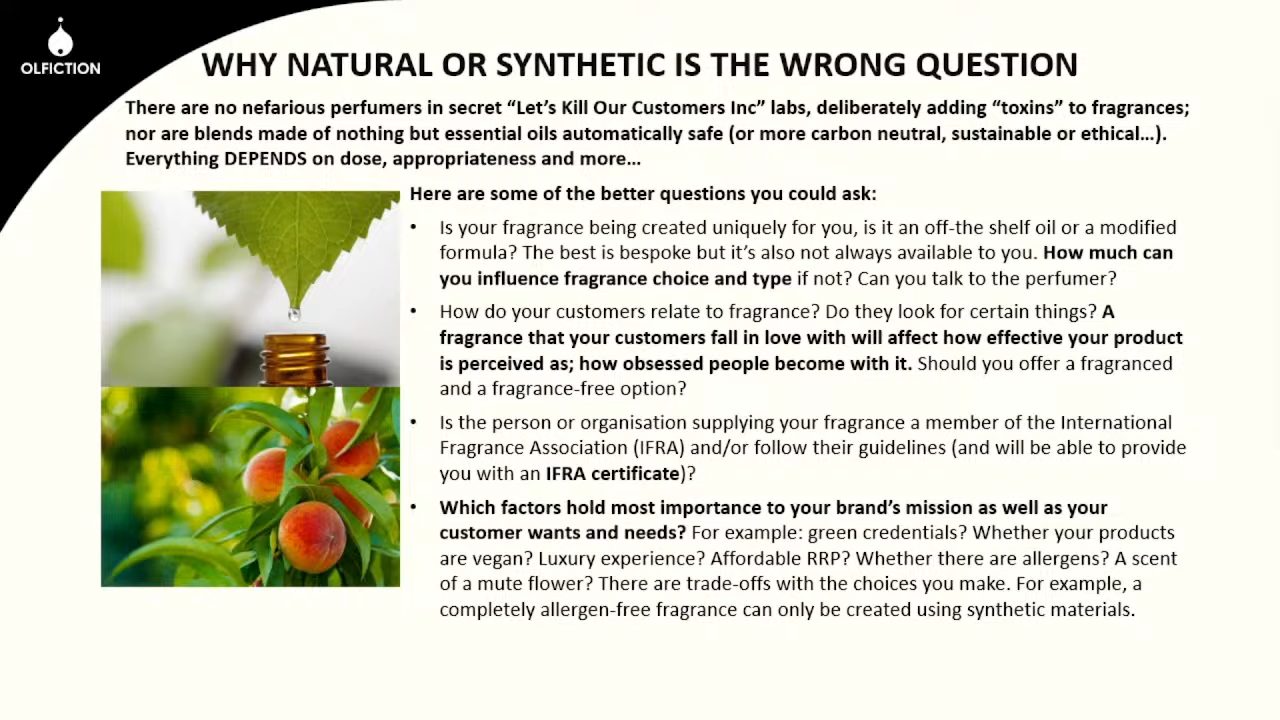 OLFICTION
WHY NATURAL OR SYNTHETIC IS THE WRONG QUESTION
There are no nefarious perfumers in secret “Let’s Kill Our Customers Inc” labs, deliberately adding “toxins” to fragrances;
nor are blends made of nothing but essential oils automatically safe (or more carbon neutral, sustainable or ethical…).
Everything DEPENDS on dose, appropriateness and more…
Here are some of the better questions you could ask:
• Is your fragrance being created uniquely for you, is it an off-the shelf oil or a modified
formula? The best is bespoke but it’s also not always available to you. How much can
you influence fragrance choice and type if not? Can you talk to the perfumer?
• How do your customers relate to fragrance? Do they look for certain things? A
fragrance that your customers fall in love with will affect how effective your product
is perceived as; how obsessed people become with it. Should you offer a fragranced
and a fragrance-free option?
• Is the person or organisation supplying your fragrance a member of the International
Fragrance Association (IFRA) and/or follow their guidelines (and will be able to provide
you with an IFRA certificate)?
• Which factors hold most importance to your brand’s mission as well as your
customer wants and needs? For example: green credentials? Whether your products
are vegan? Luxury experience? Affordable RRP? Whether there are allergens? A scent
of a mute flower? There are trade-offs with the choices you make. For example, a
completely allergen-free fragrance can only be created using synthetic materials.